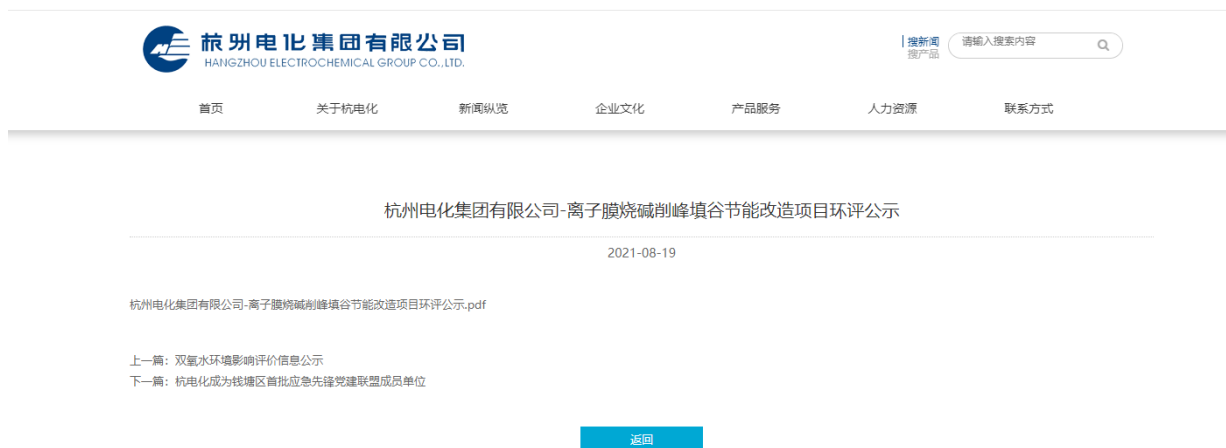 杭州电化集团有限公司
HANGZHOU ELECTROCHEMICAL GROUP CO.,LTD.
搜新闻
搜产品
请输入搜索内容
首页 关于杭电化 新闻纵览 企业文化 产品服务 人力资源 联系方式
杭州电化集团有限公司-离子膜烧碱削峰填谷节能改造项目环评公示
2021-08-19
杭州电化集团有限公司-离子膜烧碱削峰填谷节能改造项目环评公示.pdf
上一篇：双氧水环境影响评价信息公示
下一篇：杭电化成为钱塘区首批应急先锋党建联盟成员单位
返回